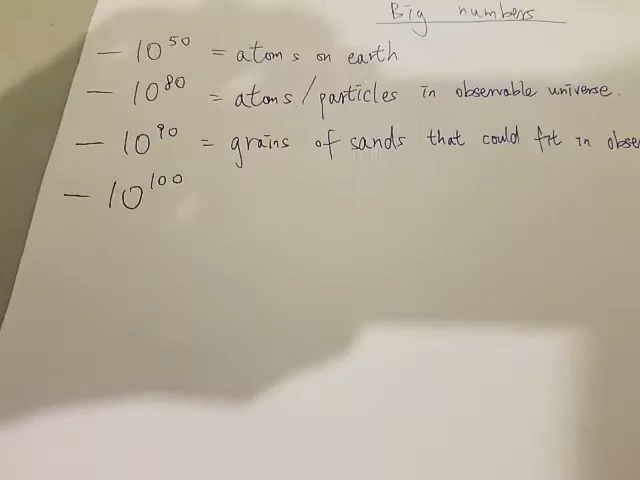 Big numbers
— 10^50 = atoms on earth
— 10^80 = atoms/particles in observable universe.
— 10^90 = grains of sands that could fit in obse
— 10^100